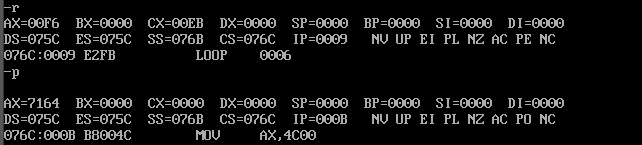 -r
AX=00F6 BX=0000 CX=00EB DX=0000 SP=0000 BP=0000 SI=0000 DI=0000
DS=075C ES=075C SS=076B CS=076C IP=0009 NV UP EI PL NZ AC PE NC
076C:0009 E2FB LOOP 0006
-p
AX=7164 BX=0000 CX=0000 DX=0000 SP=0000 BP=0000 SI=0000 DI=0000
DS=075C ES=075C SS=076B CS=076C IP=000B NV UP EI PL NZ AC PO NC
076C:000B B8004C MOV AX,4C00